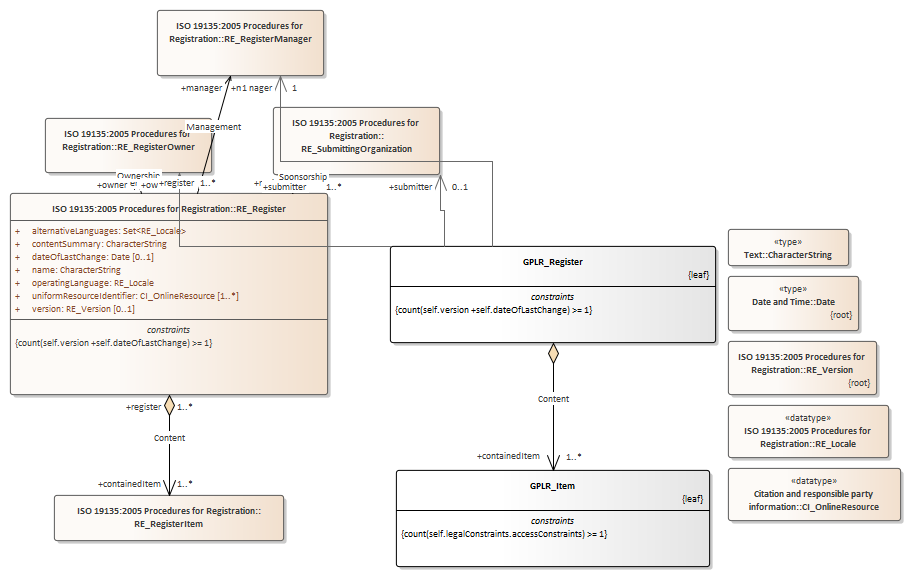 ISO 19135:2005 Procedures for
Registration::RE_RegisterManager
+manager
+n1 nager
1
ISO 19135:2005 Procedures for
Registration::RE_RegisterOwner
Management
ISO 19135:2005 Procedures for
Registration::
RE_SubmittingOrganization
Ownership
+owner
+ow
+register
1..*
Sponsorship
+submitter
1..*
+submitter
0..1
ISO 19135:2005 Procedures for Registration::RE_Register
+ alternativeLanguages: Set<RE_Locale>
+ contentSummary: CharacterString
+ dateOfLastChange: Date [0..1]
+ name: CharacterString
+ operatingLanguage: RE_Locale
+ uniformResourceIdentifier: CI_OnlineResource [1..*]
+ version: RE_Version [0..1]
constraints
{count(self.version +self.dateOfLastChange) >= 1}
+register
1..*
Content
+containedItem
1..*
ISO 19135:2005 Procedures for Registration::
RE_RegisterItem
GPLR_Register
{leaf}
constraints
{count(self.version +self.dateOfLastChange) >= 1}
Content
+containedItem
1..*
GPLR_Item
{leaf}
constraints
{count(self.legalConstraints.accessConstraints) >= 1}
«type»
Text::CharacterString
«type»
Date and Time::Date
{root}
ISO 19135:2005 Procedures for
Registration::RE_Version
{root}
«datatype»
ISO 19135:2005 Procedures for
Registration::RE_Locale
«datatype»
Citation and responsible party
information::CI_OnlineResource